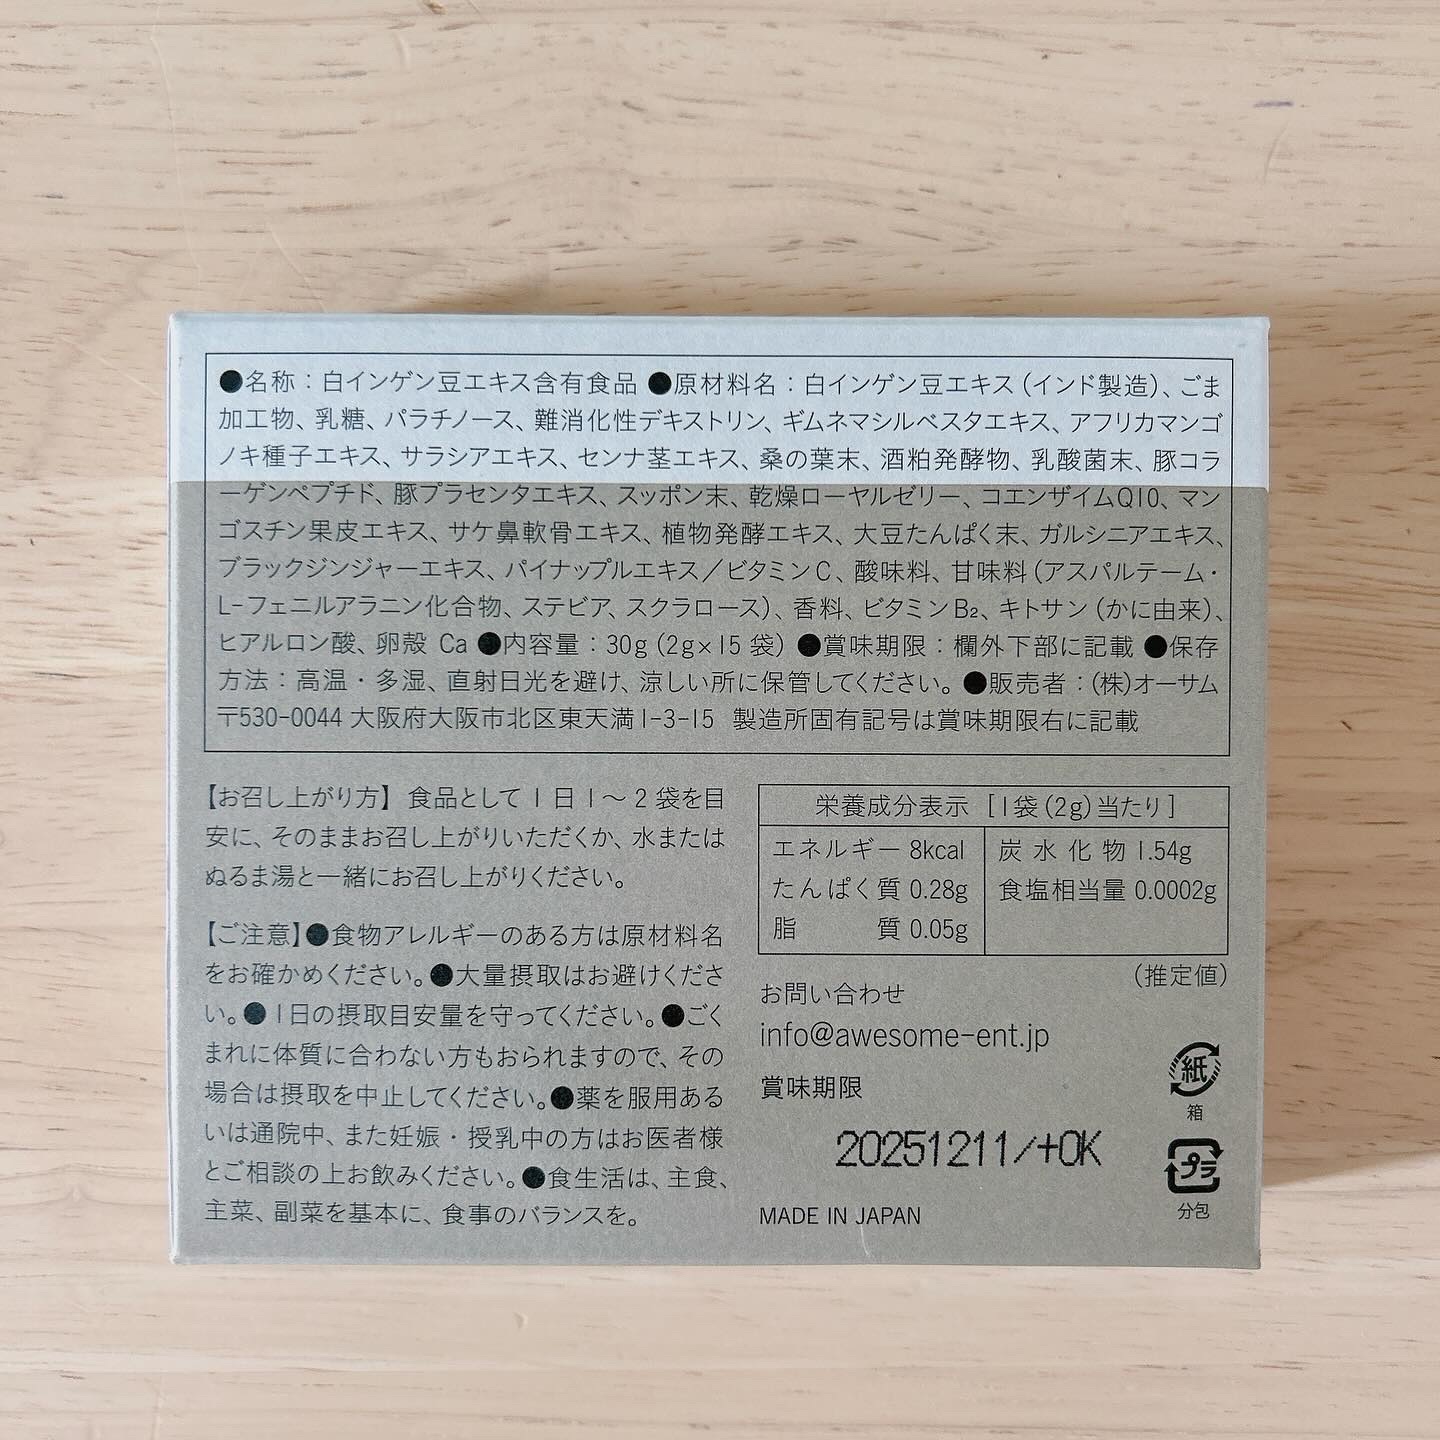 ●名称：白インゲン豆エキス含有食品 ●原材料名：白インゲン豆エキス（インド製造）、ごま
加工物、乳糖、パラチノース、難消化性デキストリン、ギムネマシルベスタエキス、アフリカマンゴ
ノキ種子エキス、サラシアエキス、センナ茎エキス、桑の葉末、酒粕発酵物、乳酸菌末、豚コラ
ーゲンペプチド、豚プラセンタエキス、スッポン末、乾燥ローヤルゼリー、コエンザイムQ10、マン
ゴスチン果皮エキス、サケ鼻軟骨エキス、植物発酵エキス、大豆たんぱく末、ガルシニアエキス、
ブラックジンジャーエキス、パイナップルエキス／ビタミンC、酸味料、甘味料（アスパルテーム・
L-フェニルアラニン化合物、ステビア、スクラロース）、香料、ビタミンB₂、キトサン（かに由来）、
ヒアルロン酸、卵殻 Ca ●内容量：30g（2g×15 袋）●賞味期限：欄外下部に記載 ●保存
方法：高温・多湿、直射日光を避け、涼しい所に保管してください。●販売者：（株）オーサム
〒530-0044 大阪府大阪市北区東天満1-3-15 製造所固有記号は賞味期限右に記載
【お召し上がり方】 食品として1日1～2袋を目
安に、そのままお召し上がりいただくか、水または
ぬるま湯と一緒にお召し上がりください。
【ご注意】●食物アレルギーのある方は原材料名
をお確かめください。●大量摂取はお避けくださ
い。●1日の摂取目安量を守ってください。●ごく
まれに体質に合わない方もおられますので、その
場合は摂取を中止してください。●薬を服用ある
いは通院中、また妊娠・授乳中の方はお医者様
とご相談の上お飲みください。●食生活は、主食、
主菜、副菜を基本に、食事のバランスを。
栄養成分表示 ［1袋（2g）当たり］
エネルギー 8kcal 炭水化物 1.54g
たんぱく質 0.28g 食塩相当量 0.0002g
脂質 0.05g
（推定値）
お問い合わせ
info@awesome-ent.jp
賞味期限
20251211/+OK
MADE IN JAPAN
紙
箱
プラ
分包